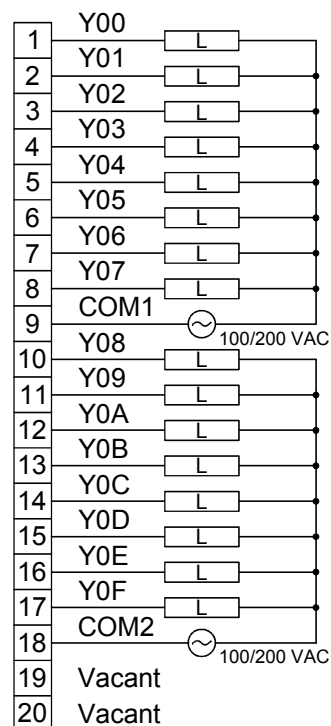 1 Y00 L
2 Y01 L
3 Y02 L
4 Y03 L
5 Y04 L
6 Y05 L
7 Y06 L
8 Y07 L
9 COM1 100/200 VAC
10 Y08 L
11 Y09 L
12 Y0A L
13 Y0B L
14 Y0C L
15 Y0D L
16 Y0E L
17 Y0F L
18 COM2 100/200 VAC
19 Vacant
20 Vacant